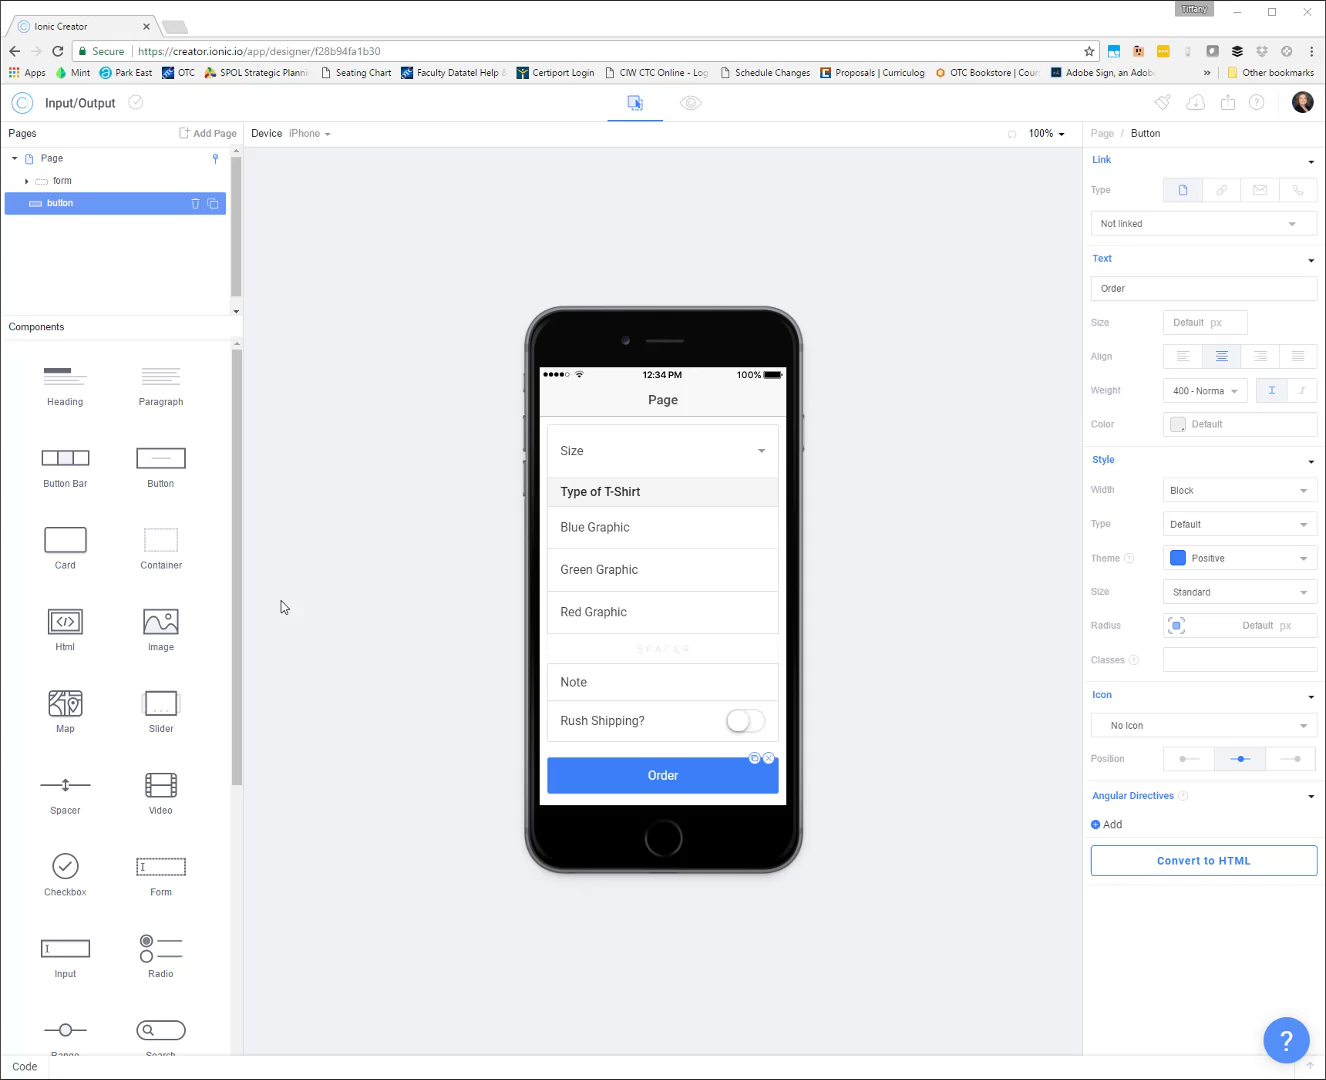 Tiffany
Ionic Creator
Secure
https://creator.ionic.io/app/designer/f28b94fa1b30
Apps
Mint
Park East
OTC
SPOL Strategic Planni
Seating Chart
Faculty Datatel Help &
Certiport Login
CIW CTC Online - Log
Schedule Changes
Proposals | Curriculog
OTC Bookstore | Coun
Adobe Sign, an Adob
»
Other bookmarks
Input/Output
Pages
Add Page
Device
iPhone
100%
Page / Button
Page
form
button
Components
Heading
Paragraph
Button Bar
Button
Card
Container
Html
Image
Map
Slider
Spacer
Video
Checkbox
Form
Input
Radio
Range
Search
Code
12:34 PM
100%
Page
Size
Type of T-Shirt
Blue Graphic
Green Graphic
Red Graphic
SPACER
Note
Rush Shipping?
Order
Link
Type
Not linked
Text
Order
Size
Default px
Align
Weight
400 - Norma
Color
Default
Style
Width
Block
Type
Default
Theme
Positive
Size
Standard
Radius
Default px
Classes
Icon
No Icon
Position
Angular Directives
Add
Convert to HTML
?